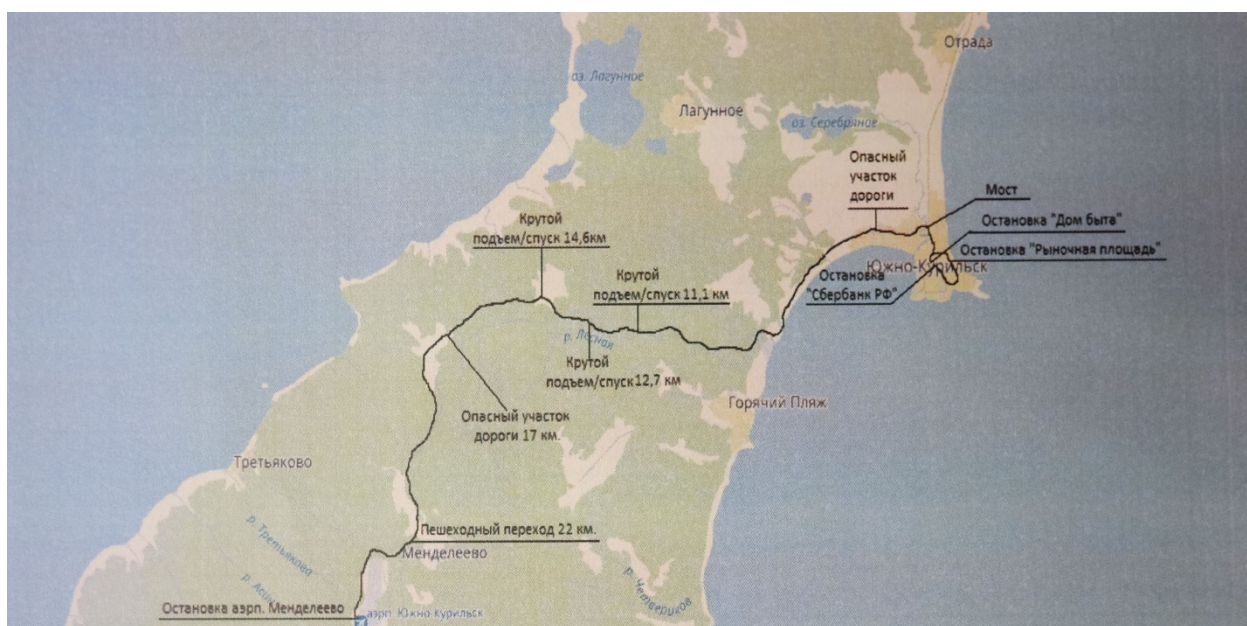 Отрада
оз. Лагунное
Лагунное
оз. Серебряное
Опасный
участок
дороги
Мост
Остановка "Дом быта"
Остановка "Рыночная площадь"
Южно-Курильск
Остановка
"Сбербанк РФ"
Крутой
подъем/спуск 14,6км
Крутой
подъем/спуск 11,1 км
р. Лесная
Крутой
подъем/спуск 12,7 км
Горячий Пляж
Опасный участок
дороги 17 км.
Третьяково
р. Третьякова
Пешеходный переход 22 км.
Менделеево
р. Четверикова
Остановка аэрп. Менделеево
аэрп. Южно-Курильск